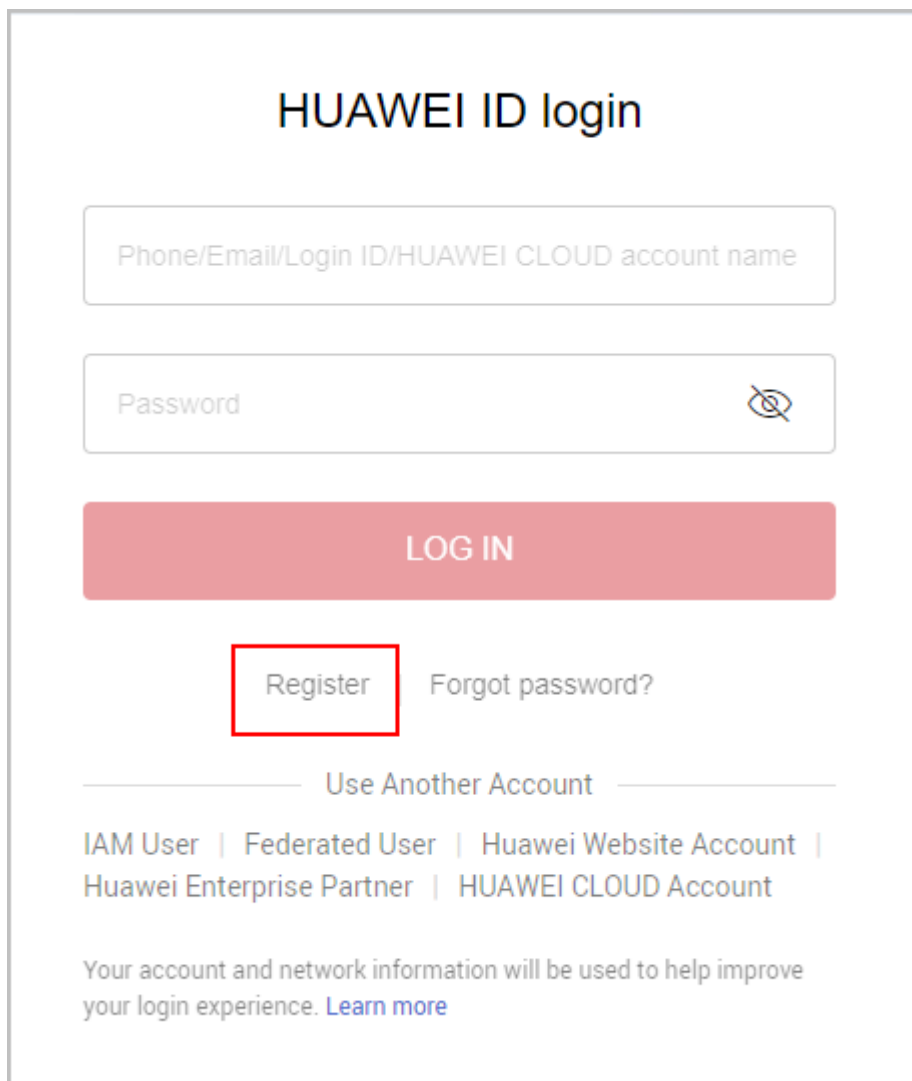 HUAWEI ID login
Phone/Email/Login ID/HUAWEI CLOUD account name
Password
LOG IN
Register | Forgot password?
Use Another Account
IAM User | Federated User | Huawei Website Account |
Huawei Enterprise Partner | HUAWEI CLOUD Account
Your account and network information will be used to help improve
your login experience. Learn more